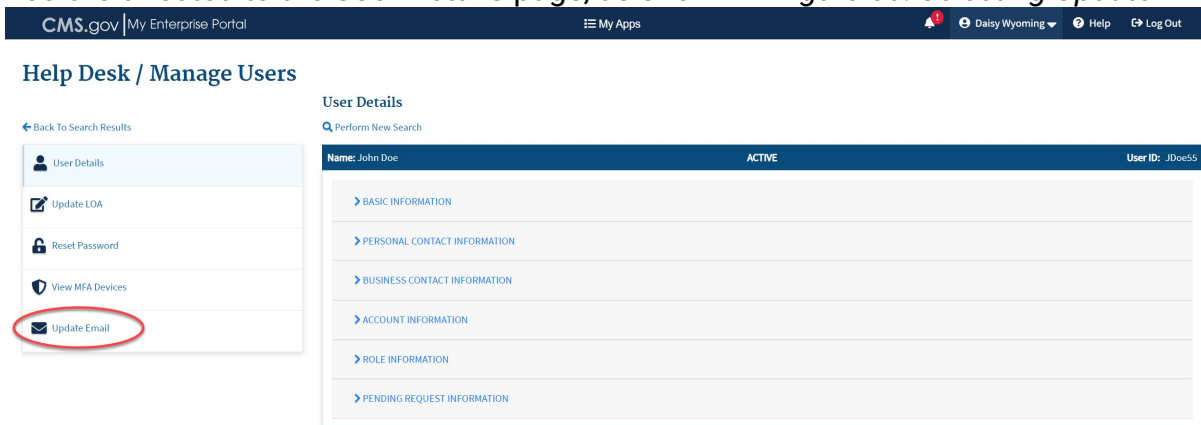 CMS.gov My Enterprise Portal My Apps Daisy Wyoming Help Log Out
Help Desk / Manage Users
User Details
Back To Search Results
Perform New Search
User Details
Update LOA
Reset Password
View MFA Devices
Update Email
Name: John Doe ACTIVE User ID: JDoe55
BASIC INFORMATION
PERSONAL CONTACT INFORMATION
BUSINESS CONTACT INFORMATION
ACCOUNT INFORMATION
ROLE INFORMATION
PENDING REQUEST INFORMATION